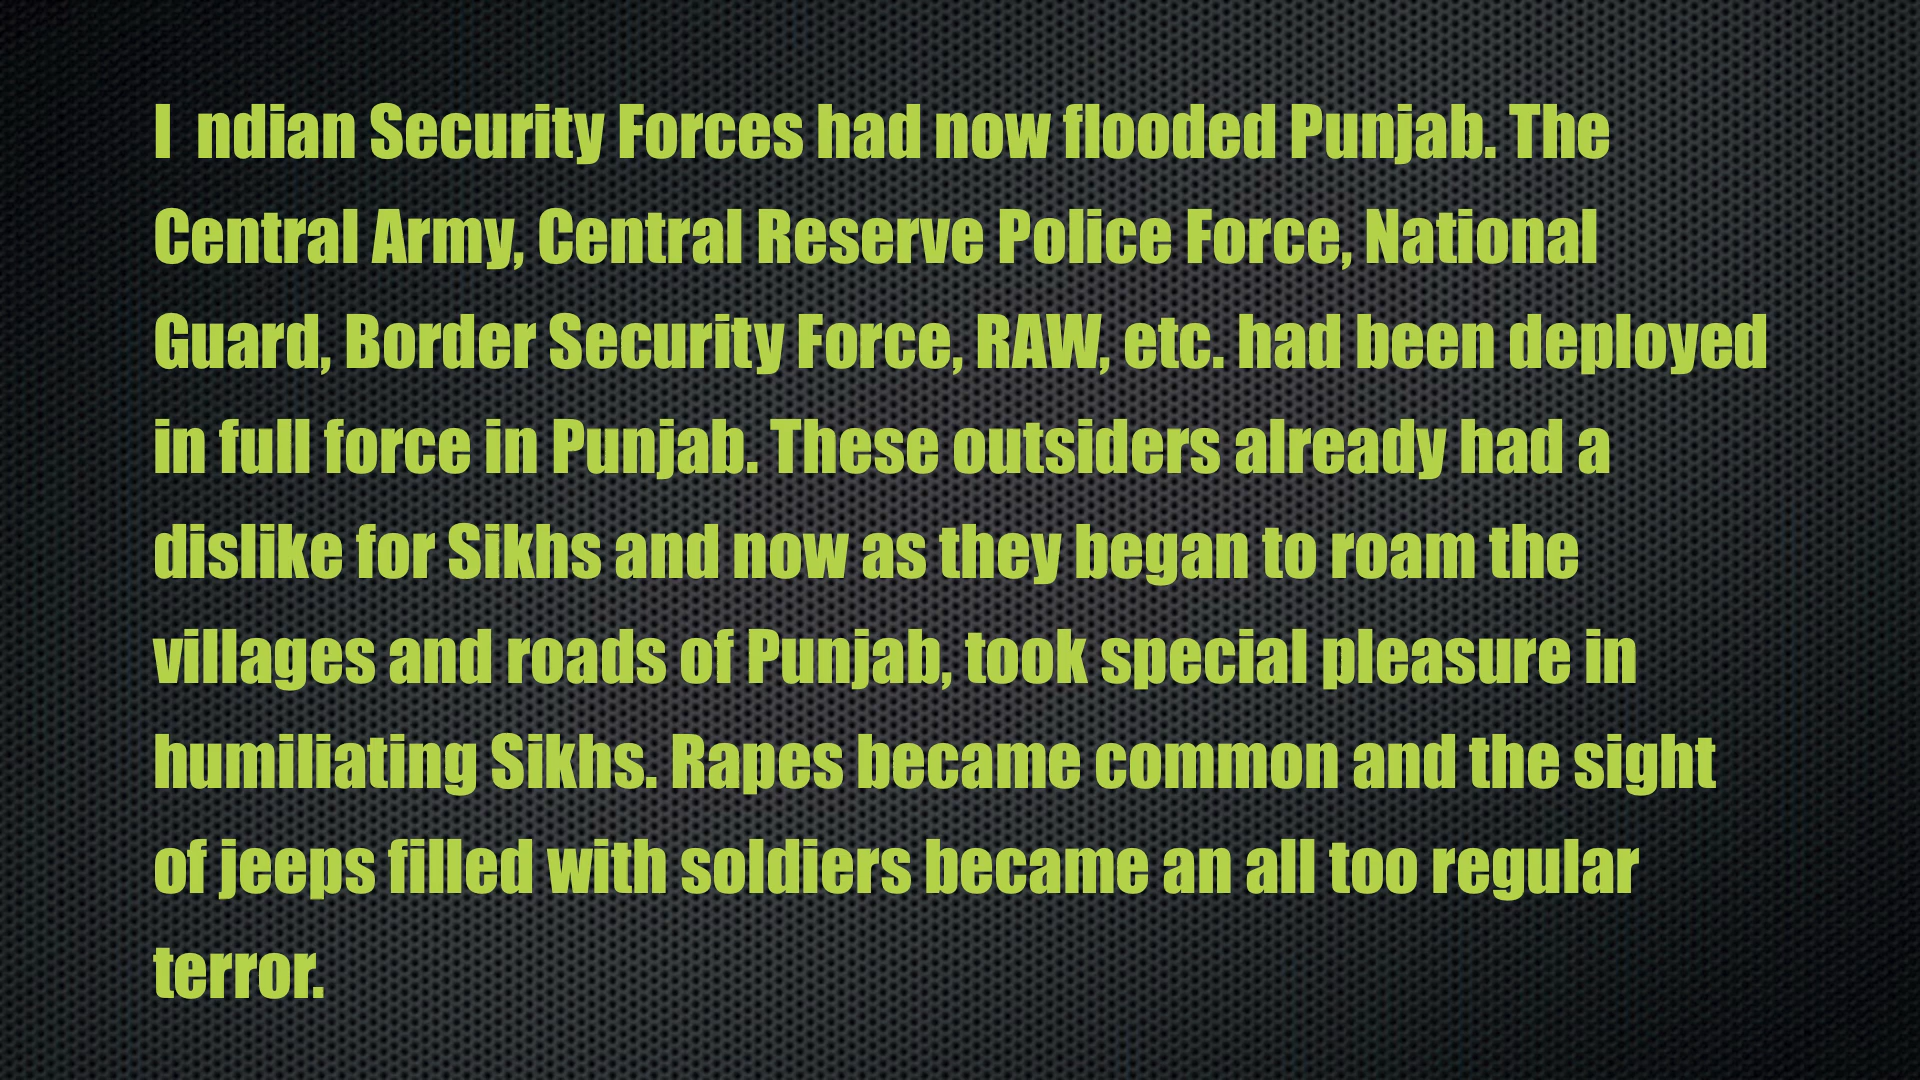 I ndian Security Forces had now flooded Punjab. The
Central Army, Central Reserve Police Force, National
Guard, Border Security Force, RAW, etc. had been deployed
in full force in Punjab. These outsiders already had a
dislike for Sikhs and now as they began to roam the
villages and roads of Punjab, took special pleasure in
humiliating Sikhs. Rapes became common and the sight
of jeeps filled with soldiers became an all too regular
terror.